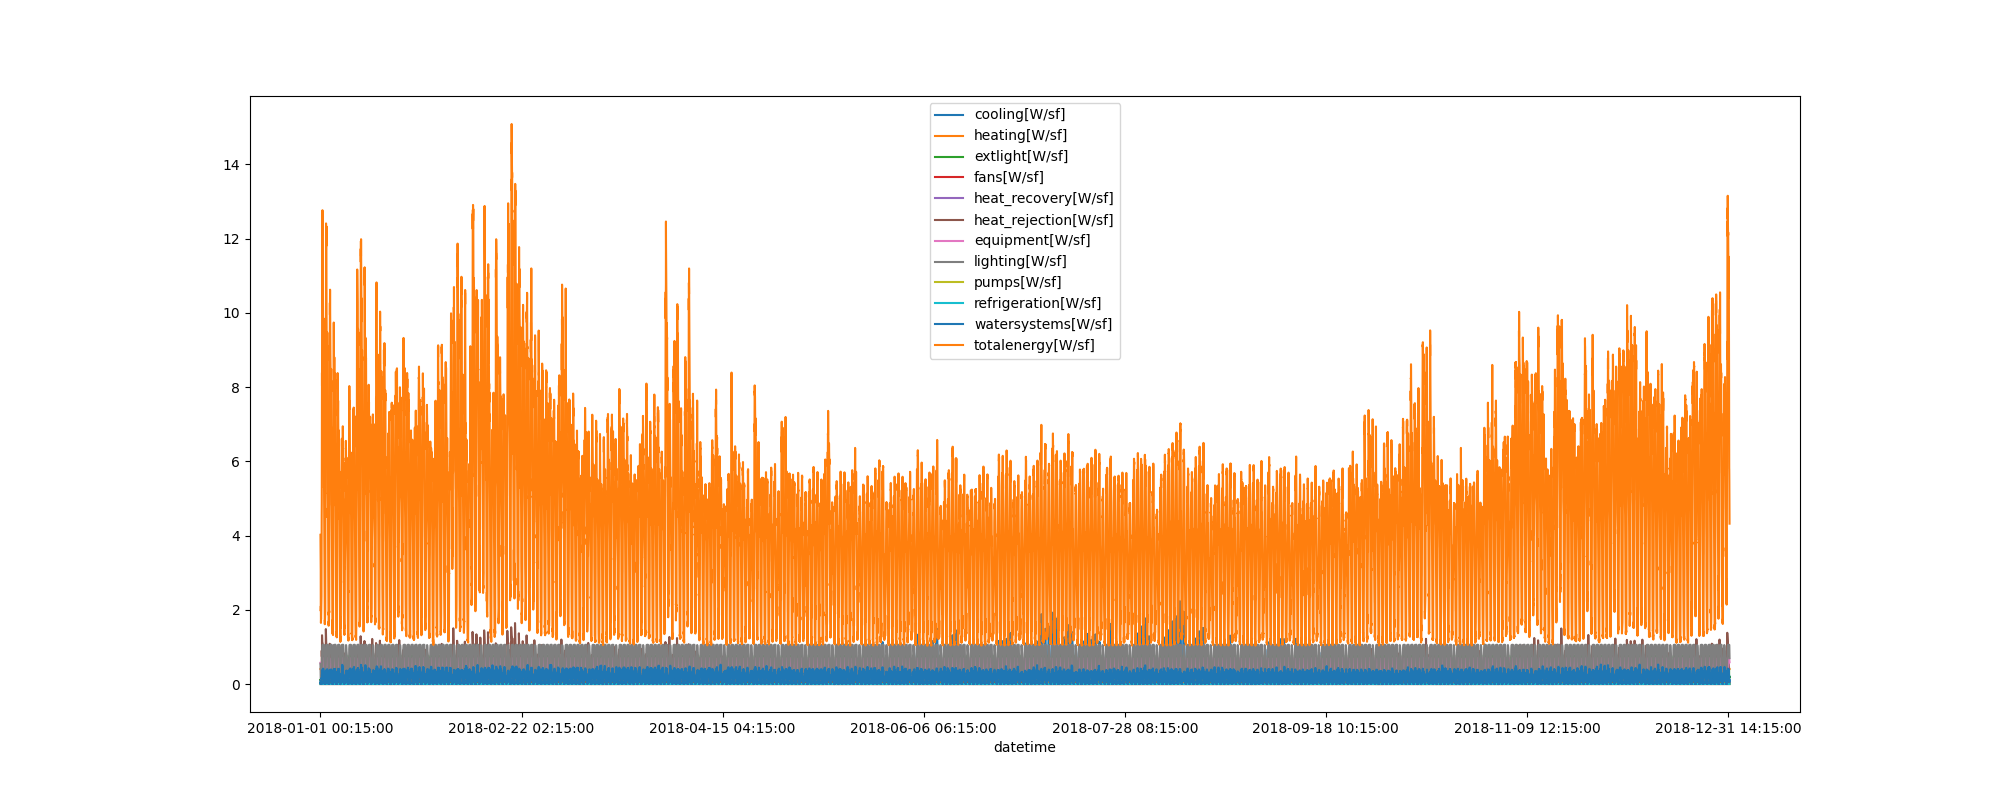 cooling[W/sf]
heating[W/sf]
extlight[W/sf]
fans[W/sf]
heat_recovery[W/sf]
heat_rejection[W/sf]
equipment[W/sf]
lighting[W/sf]
pumps[W/sf]
refrigeration[W/sf]
watersystems[W/sf]
totalenergy[W/sf]
14
12
10
8
6
4
2
0
2018-01-01 00:15:00 2018-02-22 02:15:00 2018-04-15 04:15:00 2018-06-06 06:15:00 2018-07-28 08:15:00 2018-09-18 10:15:00 2018-11-09 12:15:00 2018-12-31 14:15:00
datetime